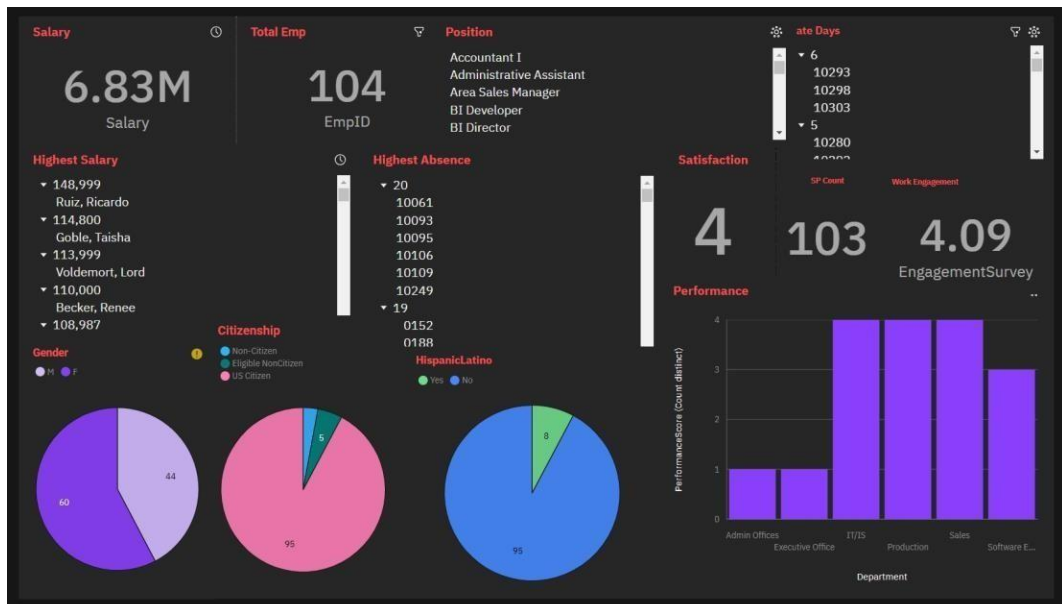 Salary
Total Emp
Position
ate Days
6.83M
Salary
104
EmpID
Accountant I
Administrative Assistant
Area Sales Manager
BI Developer
BI Director
6
10293
10298
10303
5
10280
Highest Salary
148,999
Ruiz, Ricardo
114,800
Goble, Taisha
113,999
Voldemort, Lord
110,000
Becker, Renee
108,987
Highest Absence
20
10061
10093
10095
10106
10109
10249
19
0152
0188
Satisfaction
4
SP Count
103
Work Engagement
4.09
EngagementSurvey
Gender
M F
44
60
Citizenship
Non-Citizen
Eligible NonCitizen
US Citizen
5
95
HispanicLatino
Yes No
8
95
Performance
PerformanceScore (Count distinct)
4
3
2
1
0
Admin Offices
Executive Office
IT/IS
Production
Sales
Software E...
Department